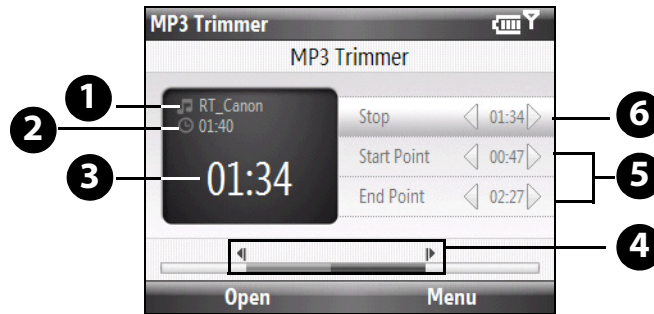 MP3 Trimmer
MP3 Trimmer
1
RT_Canon
2
01:40
3
01:34
Stop
01:34
6
Start Point
00:47
5
End Point
02:27
4
Open
Menu